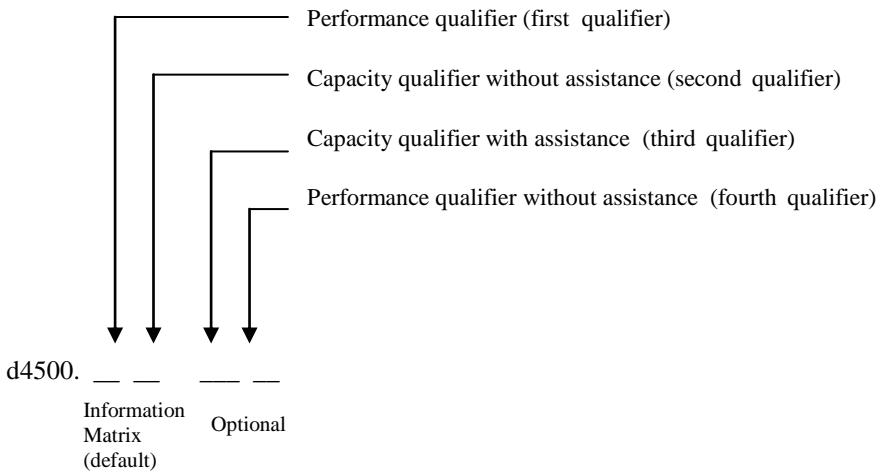 Performance qualifier (first qualifier)
Capacity qualifier without assistance (second qualifier)
Capacity qualifier with assistance (third qualifier)
Performance qualifier without assistance (fourth qualifier)
d4500. __ __ ___ __
Information
Matrix
(default)
Optional